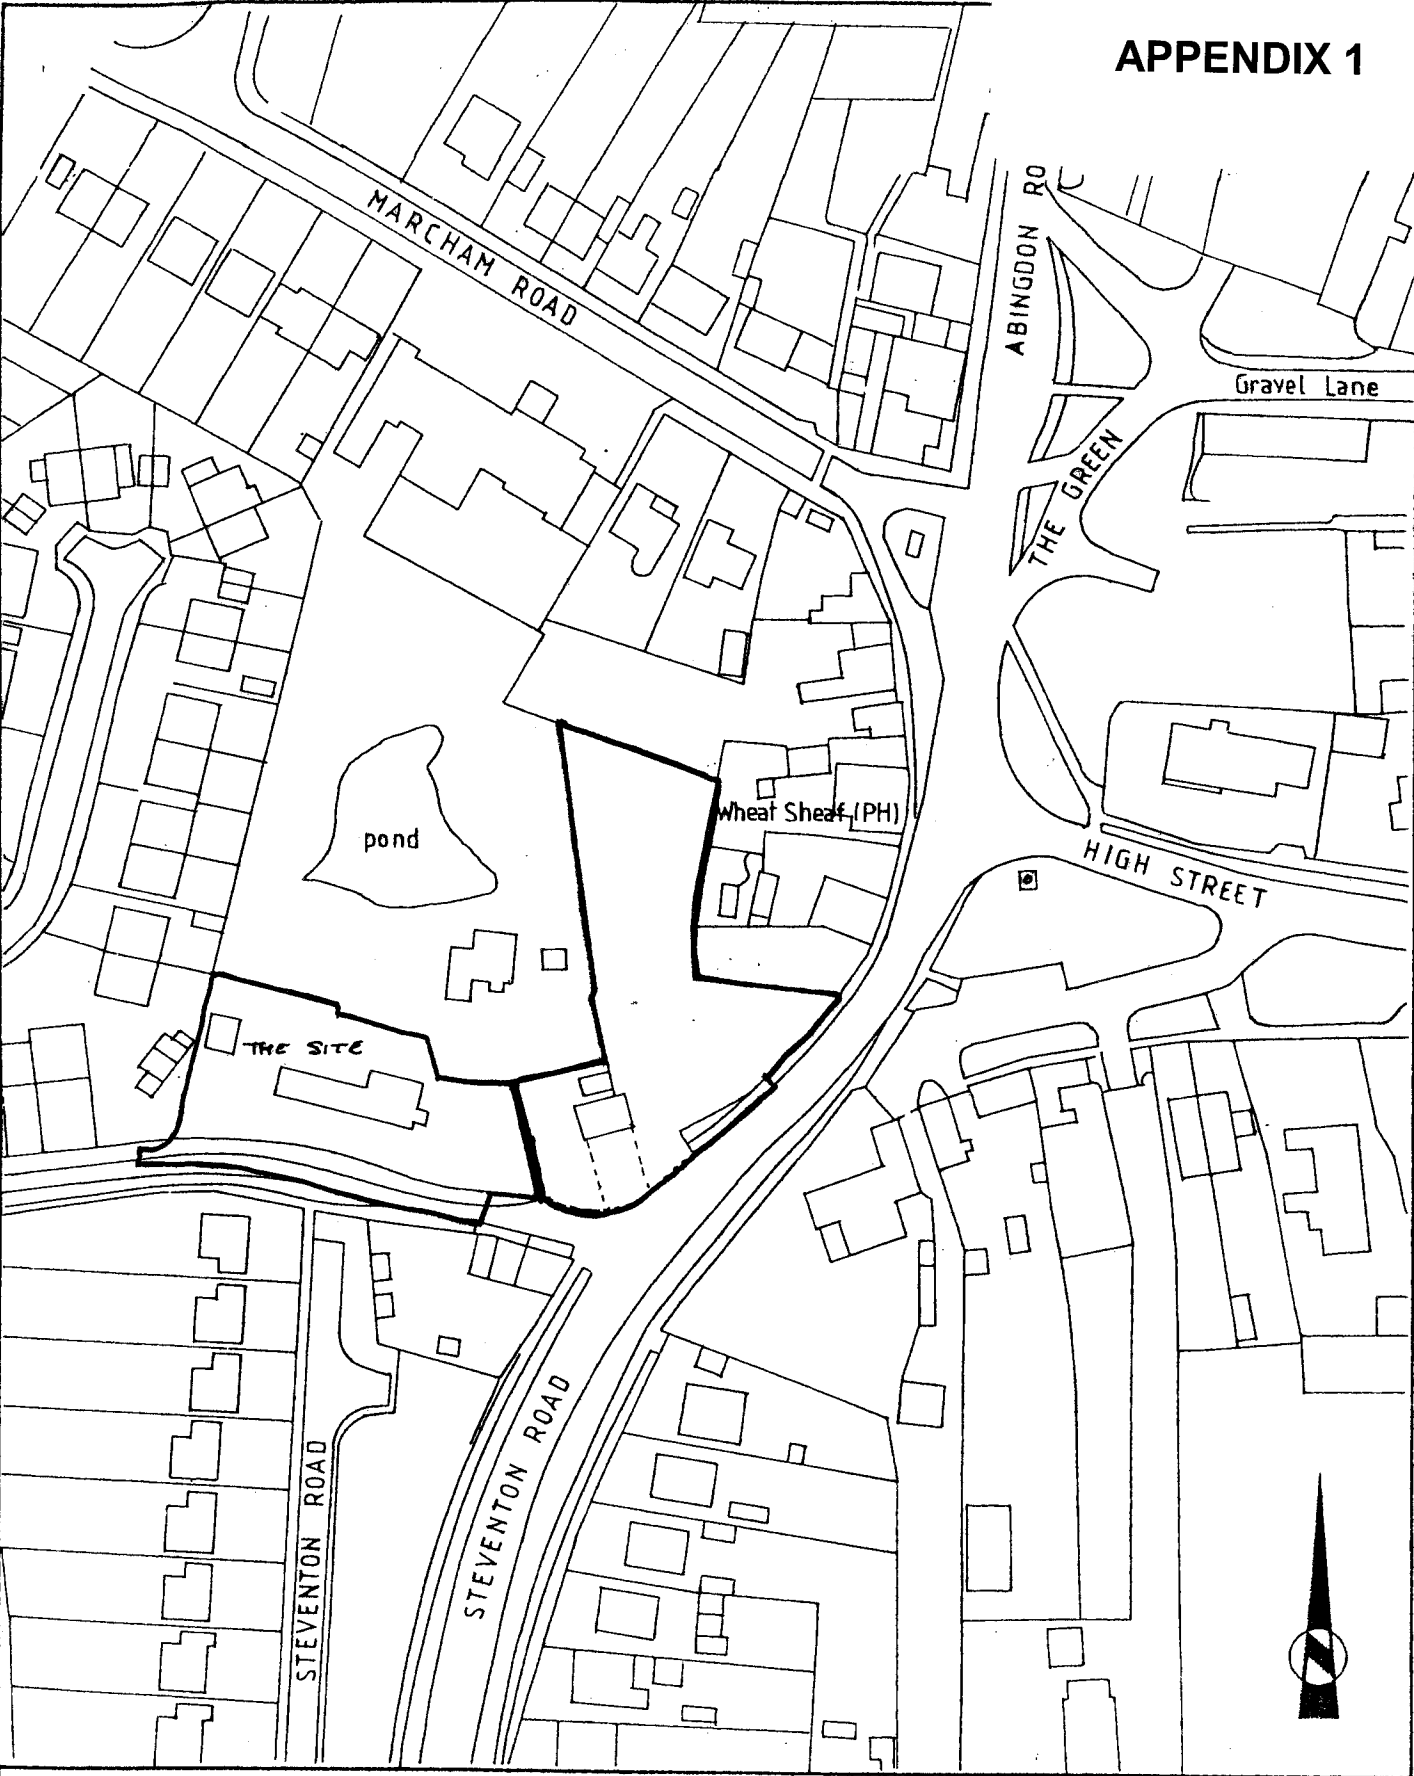 APPENDIX 1
MARCHAM ROAD
ABINGDON RO
Gravel Lane
THE GREEN
Wheat Sheaf (PH)
pond
HIGH STREET
THE SITE
STEVENTON ROAD
STEVENTON ROAD
N